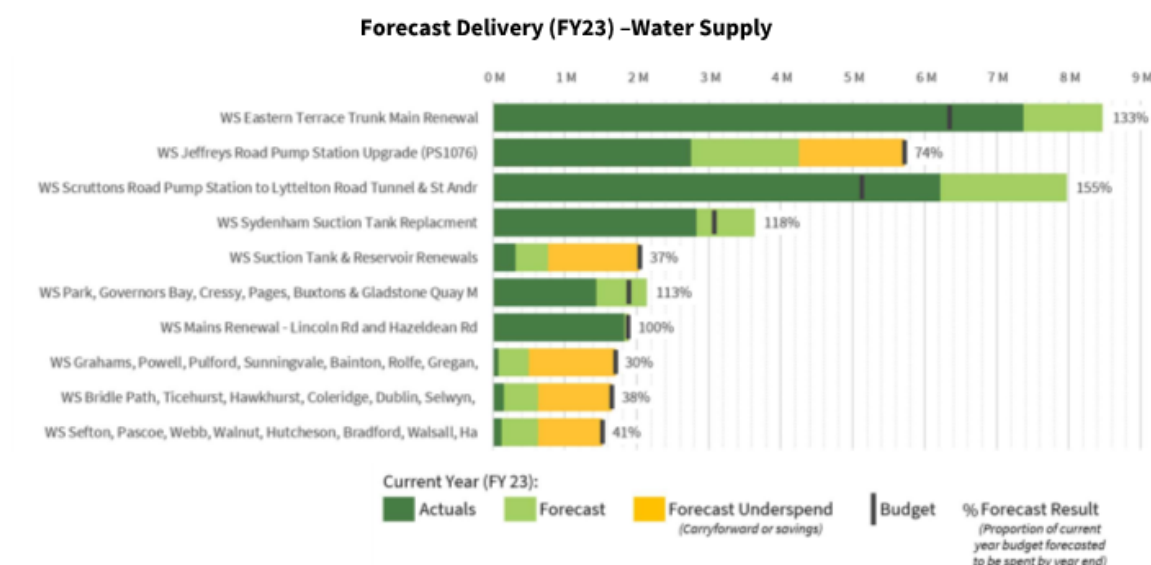 Forecast Delivery (FY23) –Water Supply
0 M 1 M 2 M 3 M 4 M 5 M 6 M 7 M 8 M 9 M
WS Eastern Terrace Trunk Main Renewal 133%
WS Jeffreys Road Pump Station Upgrade (PS1076) 74%
WS Scruttons Road Pump Station to Lyttelton Road Tunnel & St Andr 155%
WS Sydenham Suction Tank Replacment 118%
WS Suction Tank & Reservoir Renewals 37%
WS Park, Governors Bay, Cressy, Pages, Buxtons & Gladstone Quay M 113%
WS Mains Renewal - Lincoln Rd and Hazeldean Rd 100%
WS Grahams, Powell, Pulford, Sunningvale, Bainton, Rolfe, Gregan, 30%
WS Bridle Path, Ticehurst, Hawkhurst, Coleridge, Dublin, Selwyn, 38%
WS Sefton, Pascoe, Webb, Walnut, Hutcheson, Bradford, Walsall, Ha 41%
Current Year (FY 23):
Actuals Forecast Forecast Underspend Budget % Forecast Result
(Carryforward or savings) (Proportion of current
year budget forecasted
to be spent by year end)